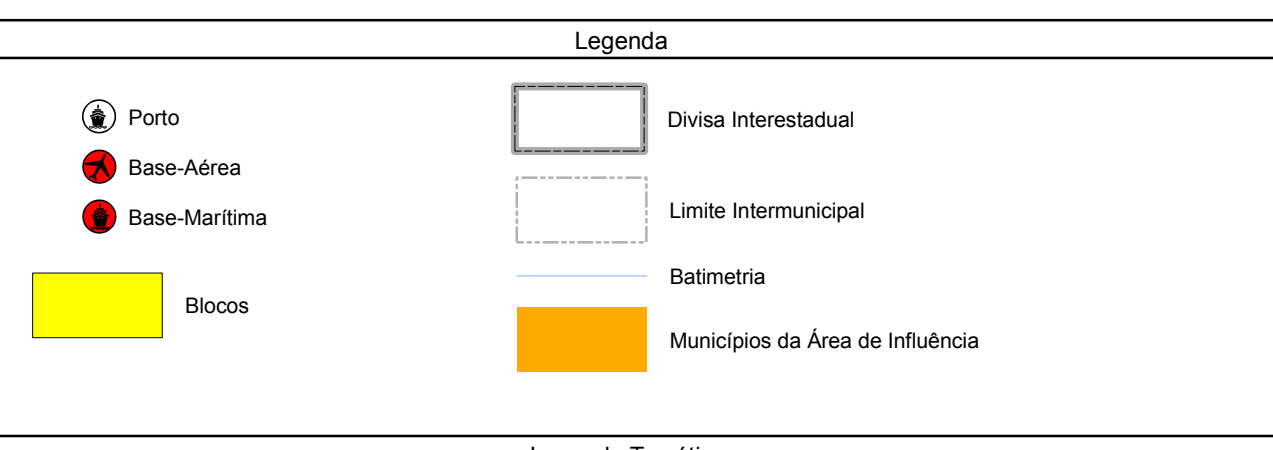 Legenda
Porto
Base-Aérea
Base-Marítima
Blocos
Divisa Interestadual
Limite Intermunicipal
Batimetria
Municípios da Área de Influência